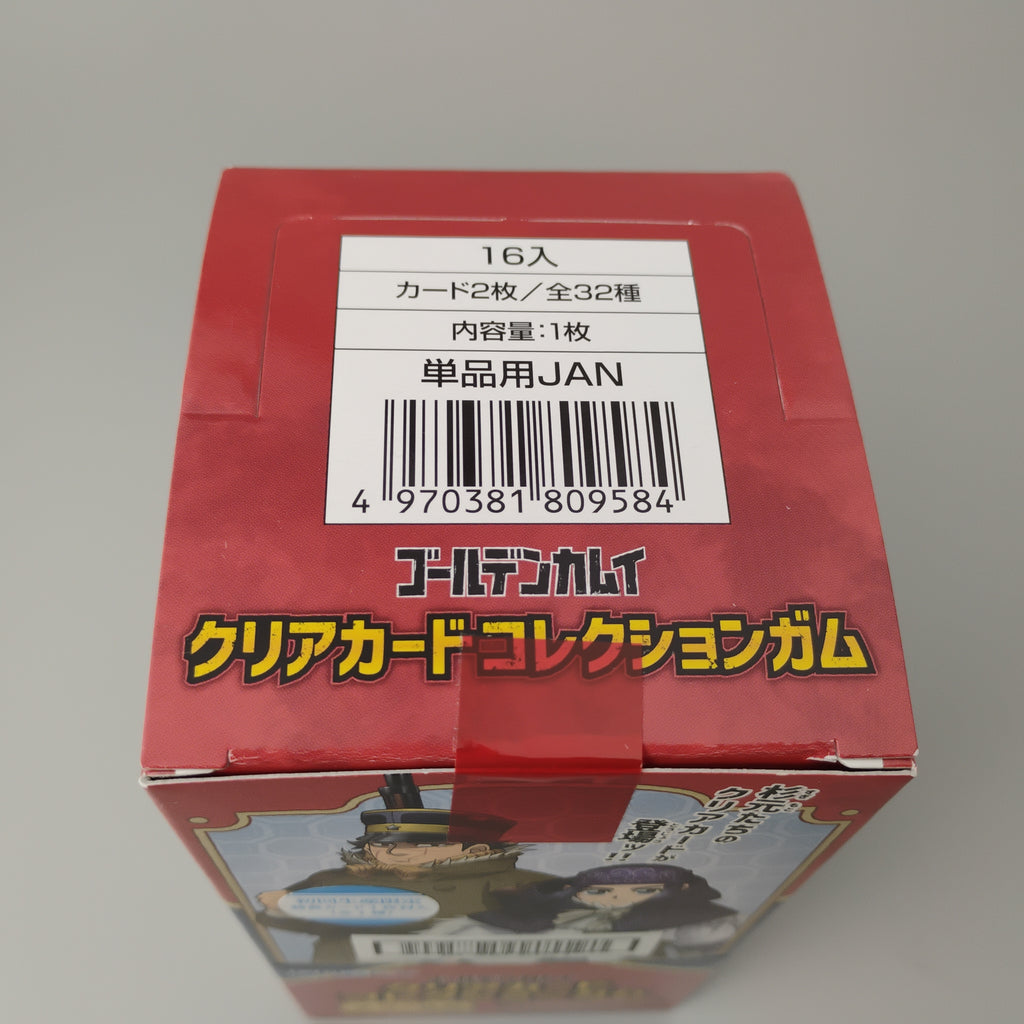 16入
カード2枚／全32種
内容量:1枚
単品用JAN
4 970381 809584
ゴールデンカムイ
クリアカードコレクションガム
杉元たちの
クリアカードが
登場ッ!!